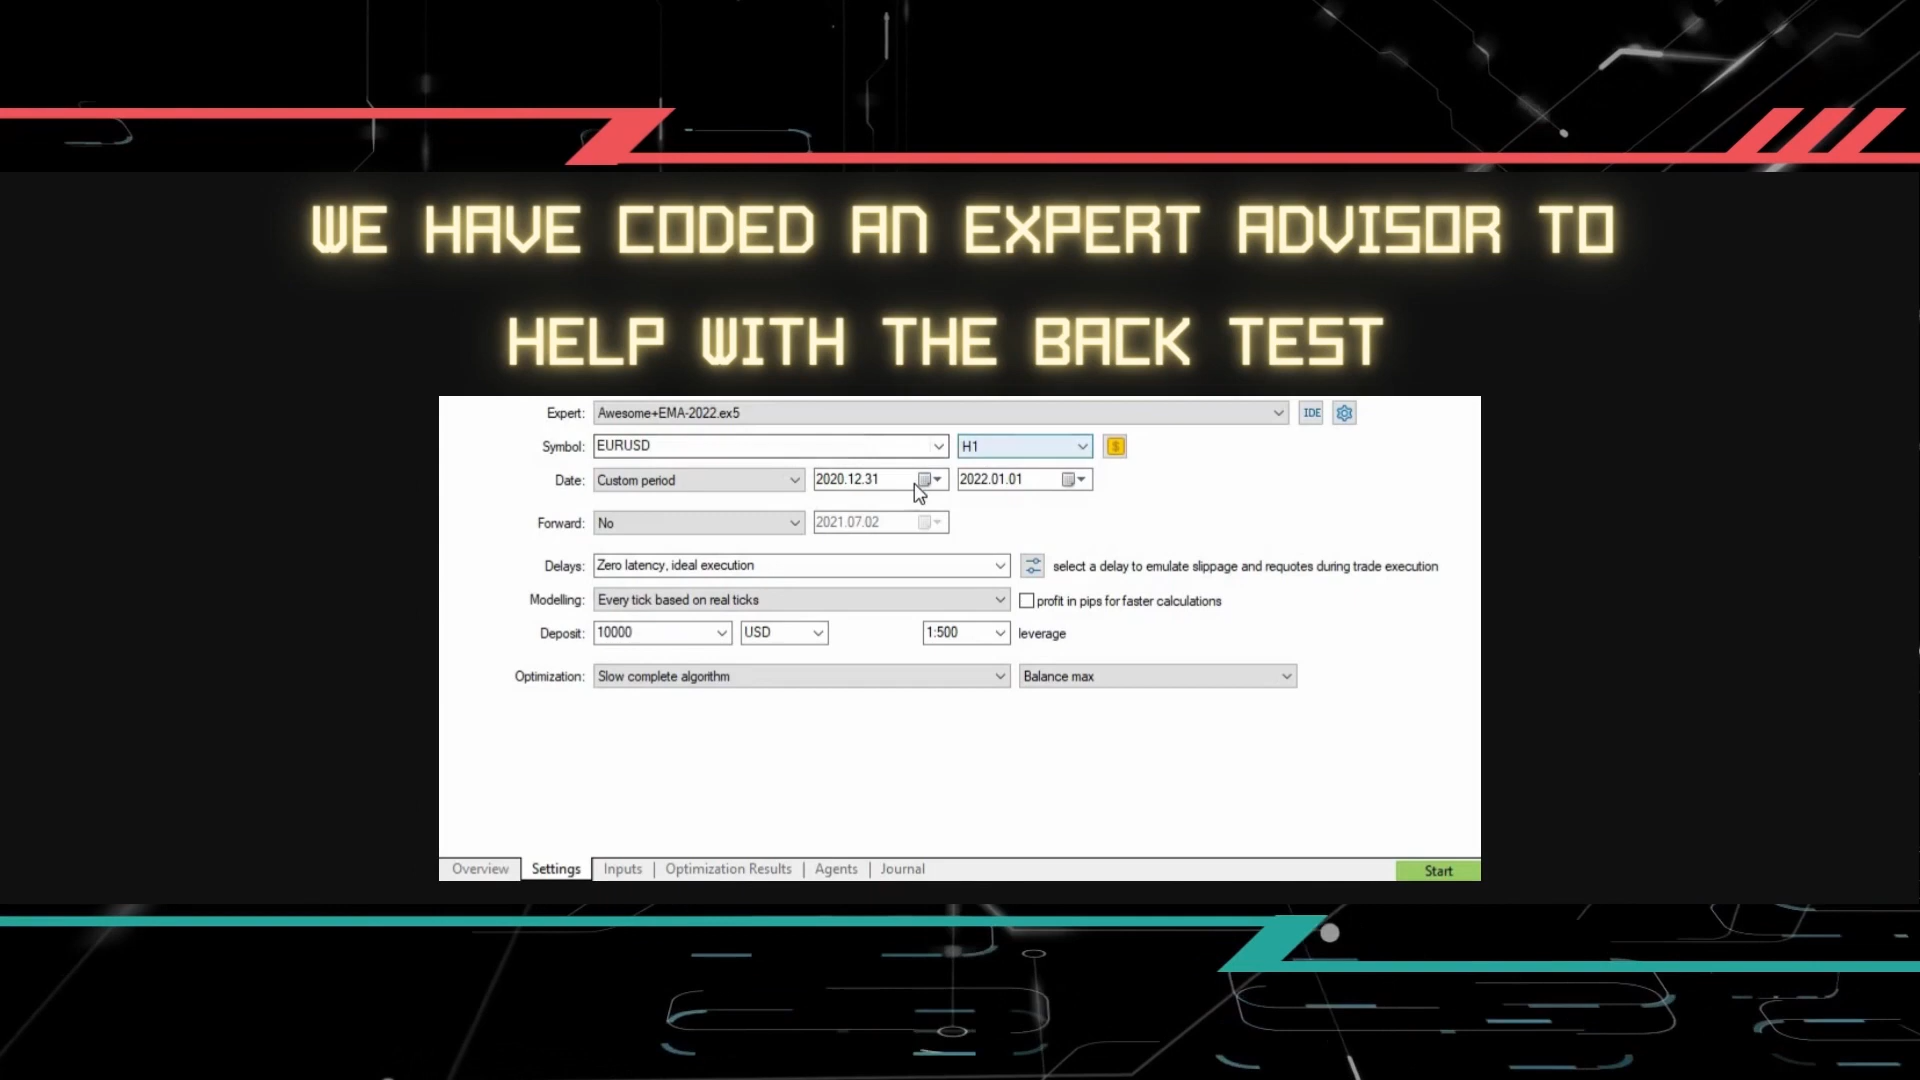 WE HAVE CODED AN EXPERT ADVISOR TO
HELP WITH THE BACK TEST
Expert: Awesome+EMA-2022.ex5 IDE
Symbol: EURUSD H1 $
Date: Custom period 2020.12.31 2022.01.01
Forward: No 2021.07.02
Delays: Zero latency, ideal execution select a delay to emulate slippage and requotes during trade execution
Modelling: Every tick based on real ticks profit in pips for faster calculations
Deposit: 10000 USD 1:500 leverage
Optimization: Slow complete algorithm Balance max
Overview Settings Inputs Optimization Results Agents Journal Start